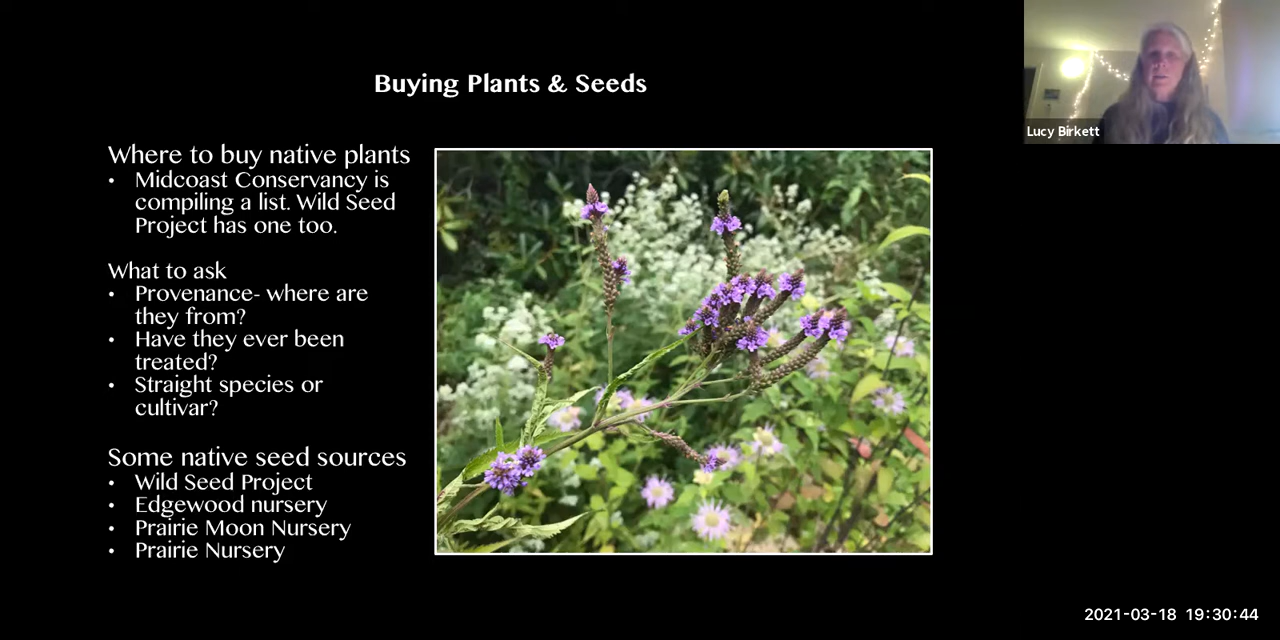 Buying Plants & Seeds
Lucy Birkett
Where to buy native plants
• Midcoast Conservancy is
compiling a list. Wild Seed
Project has one too.
What to ask
• Provenance- where are
they from?
• Have they ever been
treated?
• Straight species or
cultivar?
Some native seed sources
• Wild Seed Project
• Edgewood nursery
• Prairie Moon Nursery
• Prairie Nursery
2021-03-18 19:30:44